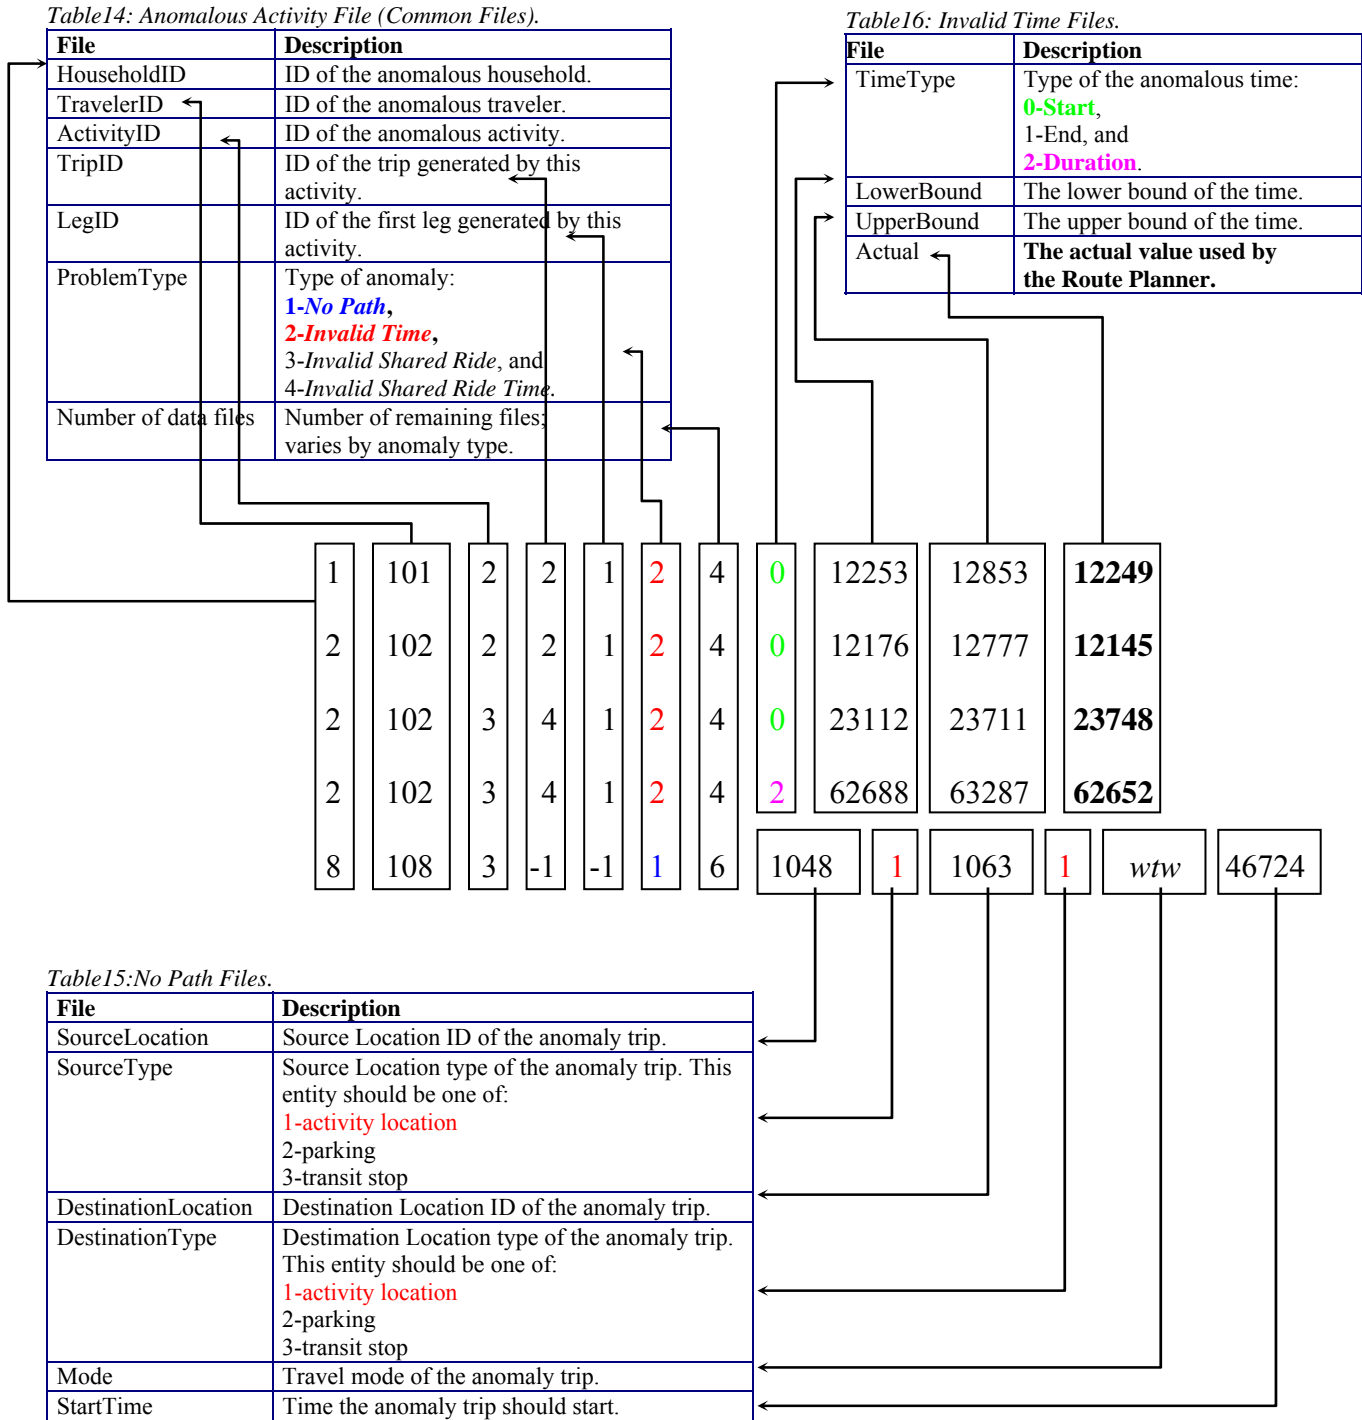 Table14: Anomalous Activity File (Common Files).
File Description
HouseholdID ID of the anomalous household.
TravelerID ID of the anomalous traveler.
ActivityID ID of the anomalous activity.
TripID ID of the trip generated by this
activity.
LegID ID of the first leg generated by this
activity.
ProblemType Type of anomaly:
1-No Path,
2-Invalid Time,
3-Invalid Shared Ride, and
4-Invalid Shared Ride Time.
Number of data files Number of remaining files;
varies by anomaly type.
Table16: Invalid Time Files.
File Description
TimeType Type of the anomalous time:
0-Start,
1-End, and
2-Duration.
LowerBound The lower bound of the time.
UpperBound The upper bound of the time.
Actual The actual value used by
the Route Planner.
1 101 2 2 1 2 4 0 12253 12853 12249
2 102 2 2 1 2 4 0 12176 12777 12145
2 102 3 4 1 2 4 0 23112 23711 23748
2 102 3 4 1 2 4 2 62688 63287 62652
8 108 3 -1 -1 1 6 1048 1 1063 1 wtw 46724
Table15:No Path Files.
File Description
SourceLocation Source Location ID of the anomaly trip.
SourceType Source Location type of the anomaly trip. This
entity should be one of:
1-activity location
2-parking
3-transit stop
DestinationLocation Destination Location ID of the anomaly trip.
DestinationType Destimation Location type of the anomaly trip.
This entity should be one of:
1-activity location
2-parking
3-transit stop
Mode Travel mode of the anomaly trip.
StartTime Time the anomaly trip should start.